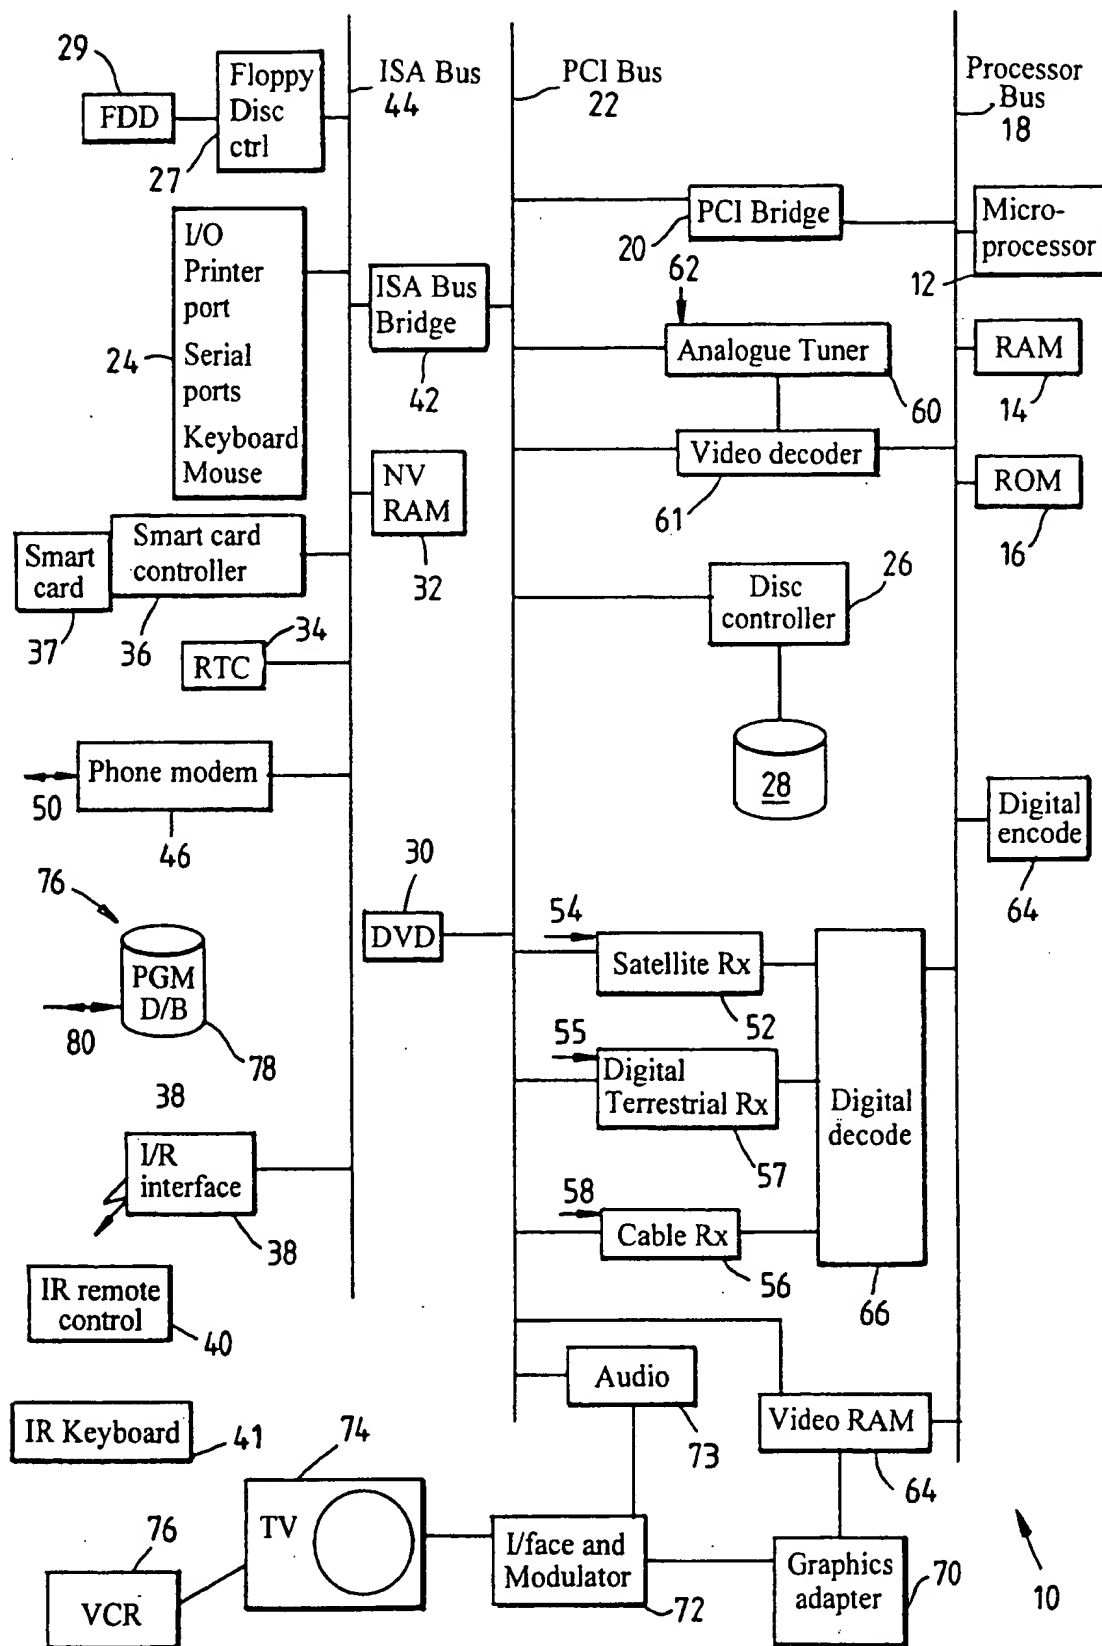 29
FDD
Floppy
Disc
ctrl
27
ISA Bus
44
PCI Bus
22
Processor
Bus
18
I/O
Printer
port
Serial
ports
Keyboard
Mouse
24
ISA Bus
Bridge
42
PCI Bridge
20
62
Micro-
processor
12
Analogue Tuner
60
RAM
14
Video decoder
61
ROM
16
NV
RAM
32
Smart
card
37
Smart card
controller
36
34
RTC
Disc
controller
26
28
Phone modem
50
46
Digital
encode
64
76
PGM
D/B
80
78
30
DVD
54
Satellite Rx
52
55
Digital
Terrestrial Rx
57
58
Cable Rx
56
Digital
decode
66
38
I/R
interface
38
IR remote
control
40
IR Keyboard
41
Audio
73
Video RAM
64
74
TV
76
VCR
I/face and
Modulator
72
Graphics
adapter
70
10